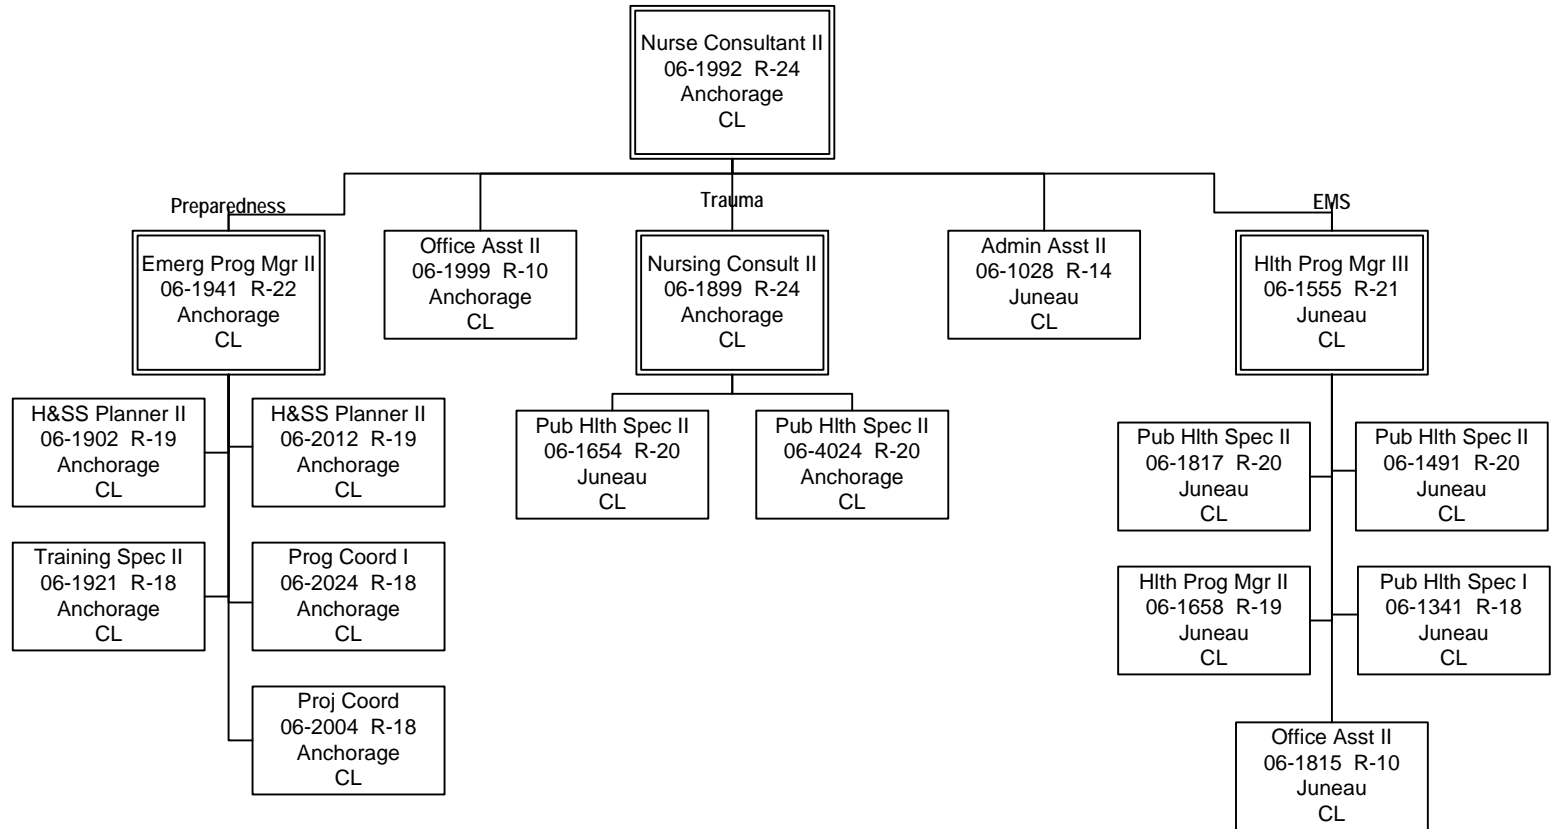 Nurse Consultant II
06-1992 R-24
Anchorage
CL
Preparedness
Trauma
EMS
Emerg Prog Mgr II
06-1941 R-22
Anchorage
CL
Office Asst II
06-1999 R-10
Anchorage
CL
Nursing Consult II
06-1899 R-24
Anchorage
CL
Admin Asst II
06-1028 R-14
Juneau
CL
Hlth Prog Mgr III
06-1555 R-21
Juneau
CL
H&SS Planner II
06-1902 R-19
Anchorage
CL
H&SS Planner II
06-2012 R-19
Anchorage
CL
Pub Hlth Spec II
06-1654 R-20
Juneau
CL
Pub Hlth Spec II
06-4024 R-20
Anchorage
CL
Pub Hlth Spec II
06-1817 R-20
Juneau
CL
Pub Hlth Spec II
06-1491 R-20
Juneau
CL
Training Spec II
06-1921 R-18
Anchorage
CL
Prog Coord I
06-2024 R-18
Anchorage
CL
Hlth Prog Mgr II
06-1658 R-19
Juneau
CL
Pub Hlth Spec I
06-1341 R-18
Juneau
CL
Proj Coord
06-2004 R-18
Anchorage
CL
Office Asst II
06-1815 R-10
Juneau
CL